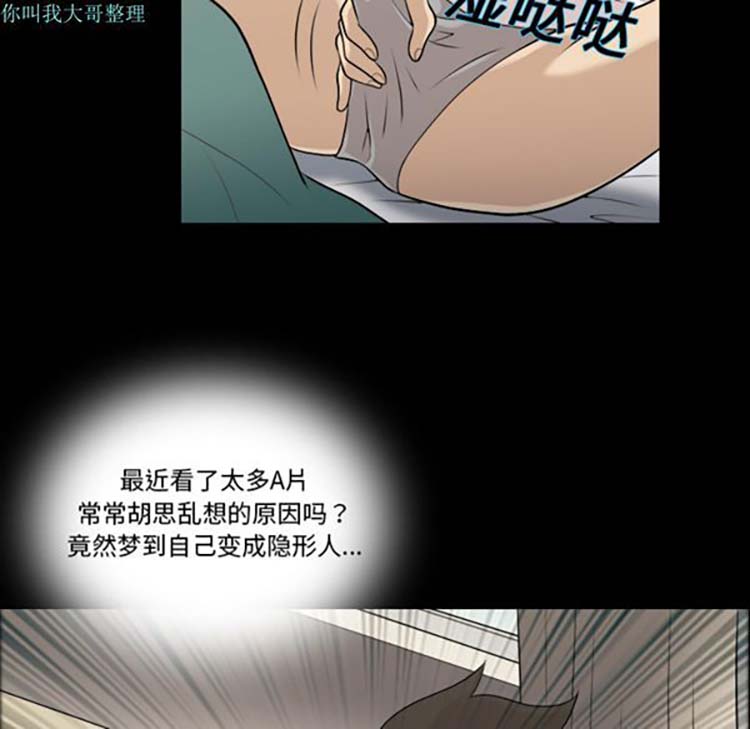 你叫我大哥整理
湿哒哒
最近看了太多A片
常常胡思乱想的原因吗？
竟然梦到自己变成隐形人...